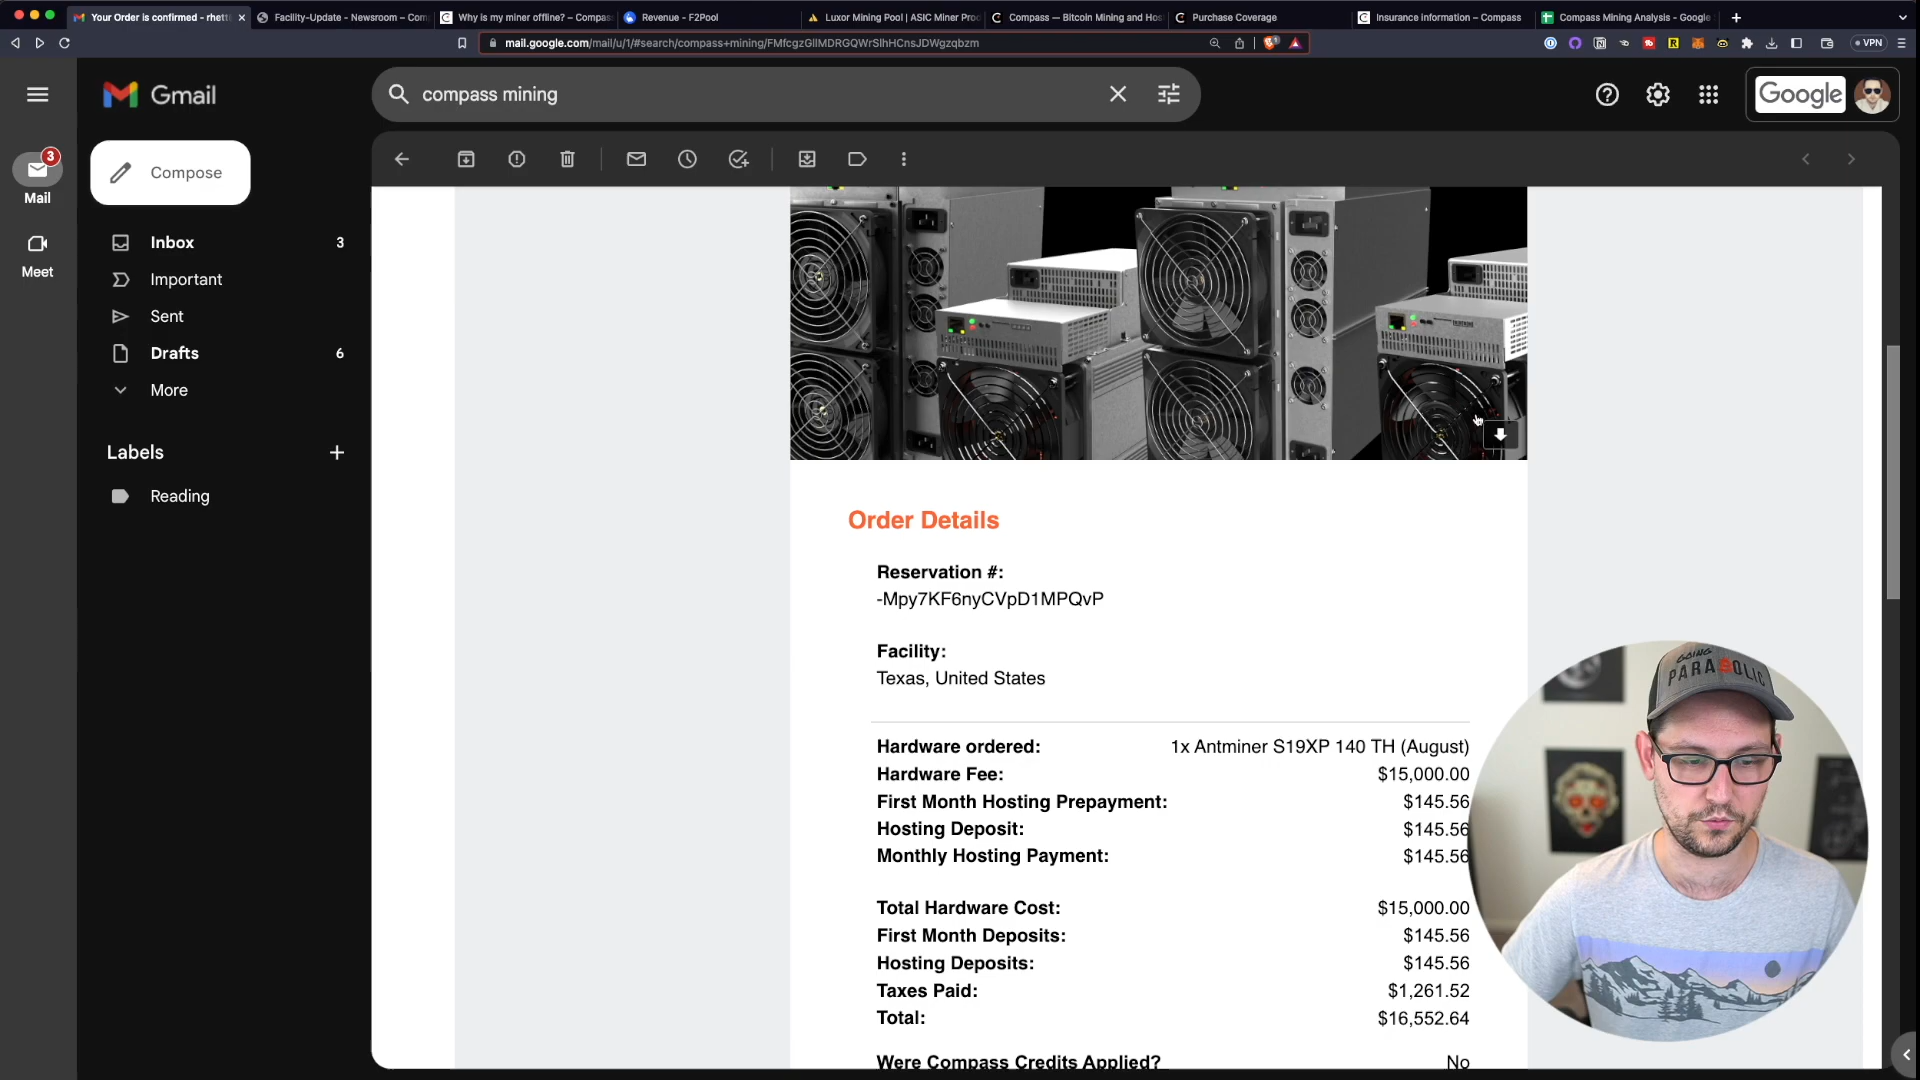 Your Order is confirmed - rhett
Facility-Update - Newsroom – Com
Why is my miner offline? – Compas
Revenue - F2Pool
Luxor Mining Pool | ASIC Miner Pro
Compass — Bitcoin Mining and Hos
Purchase Coverage
Insurance information – Compass
Compass Mining Analysis - Google
mail.google.com/mail/u/1/#search/compass+mining/FMfcgzGllMDRGQWrSlhHCnsJDWgzqbzm
VPN
Gmail
compass mining
Google
3
Mail
Meet
Compose
Inbox 3
Important
Sent
Drafts 6
More
Labels
Reading
Order Details
Reservation #:
-Mpy7KF6nyCVpD1MPQvP
Facility:
Texas, United States
Hardware ordered: 1x Antminer S19XP 140 TH (August)
Hardware Fee: $15,000.00
First Month Hosting Prepayment: $145.56
Hosting Deposit: $145.56
Monthly Hosting Payment: $145.56
Total Hardware Cost: $15,000.00
First Month Deposits: $145.56
Hosting Deposits: $145.56
Taxes Paid: $1,261.52
Total: $16,552.64
Were Compass Credits Applied? No
GOING
PARABOLIC